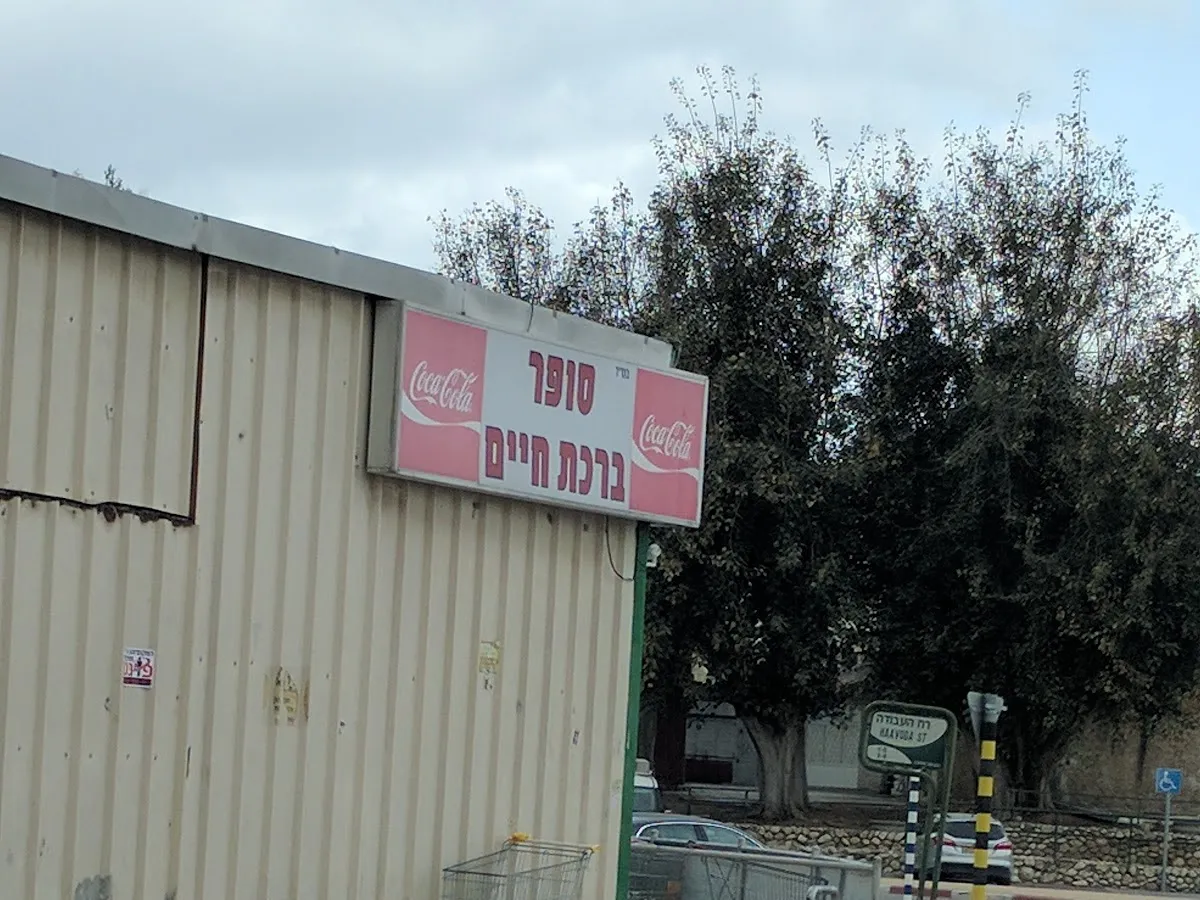 בס"ד
סופר
ברכת חיים
Coca-Cola
Coca-Cola
רח העבודה
HAAVODA ST